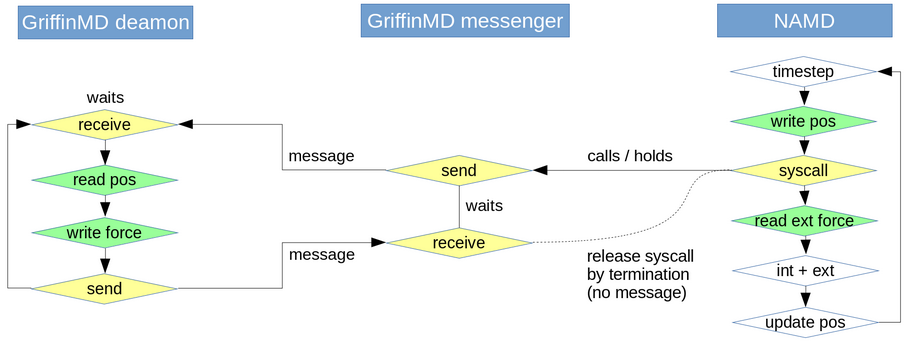 GriffinMD deamon
GriffinMD messenger
NAMD
waits
receive
read pos
write force
send
message
message
send
waits
receive
calls / holds
release syscall
by termination
(no message)
timestep
write pos
syscall
read ext force
int + ext
update pos